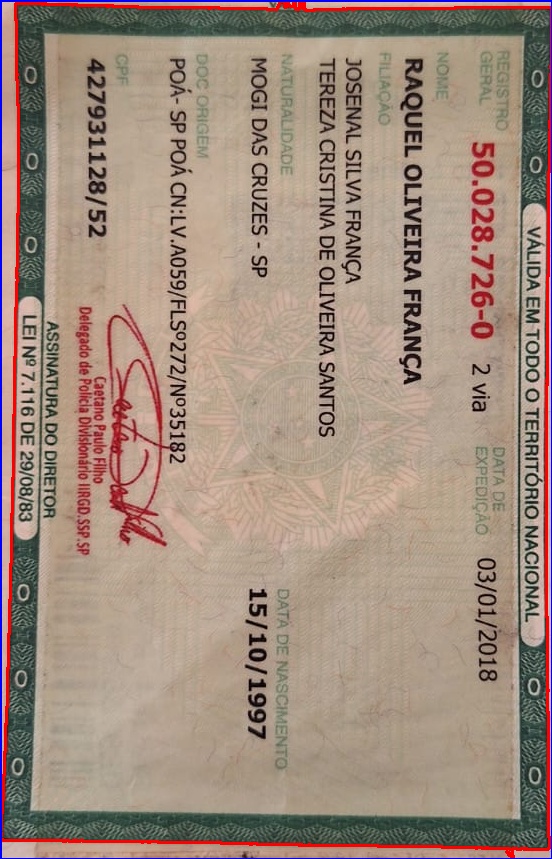 VÁLIDA EM TODO O TERRITÓRIO NACIONAL
REGISTRO GERAL 50.028.726-0 2 via DATA DE EXPEDIÇÃO 03/01/2018
NOME
RAQUEL OLIVEIRA FRANÇA
FILIAÇÃO
JOSENAL SILVA FRANÇA
TEREZA CRISTINA DE OLIVEIRA SANTOS
NATURALIDADE DATA DE NASCIMENTO
MOGI DAS CRUZES - SP 15/10/1997
DOC ORIGEM
POÁ- SP POÁ CN:LV.A059/FLSº272/Nº35182
CPF
427931128/52
Caetano Paulo Filho
Delegado de Polícia Divisionário IIRGD.SSP.SP
ASSINATURA DO DIRETOR
LEI Nº 7.116 DE 29/08/83